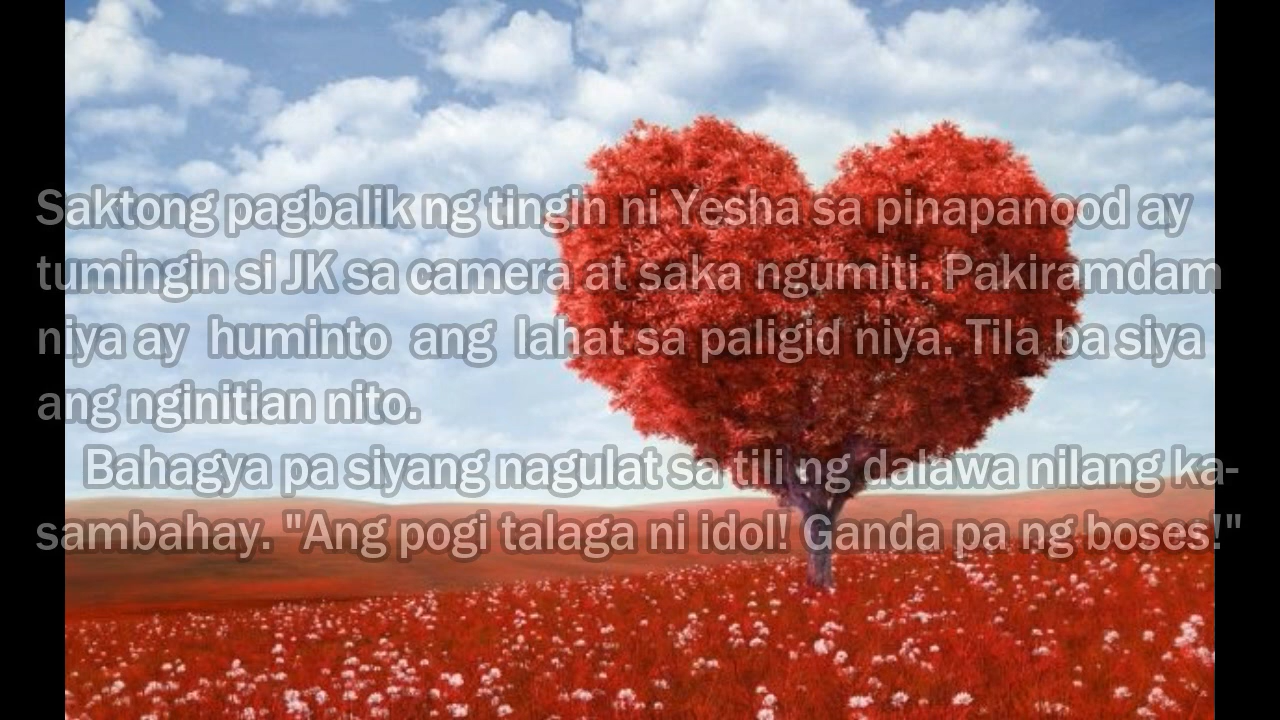 Saktong pagbalik ng tingin ni Yesha sa pinapanood ay
tumingin si JK sa camera at saka ngumiti. Pakiramdam
niya ay huminto ang lahat sa paligid niya. Tila ba siya
ang nginitian nito.
Bahagya pa siyang nagulat sa tili ng dalawa nilang ka-
sambahay. "Ang pogi talaga ni idol! Ganda pa ng boses!"